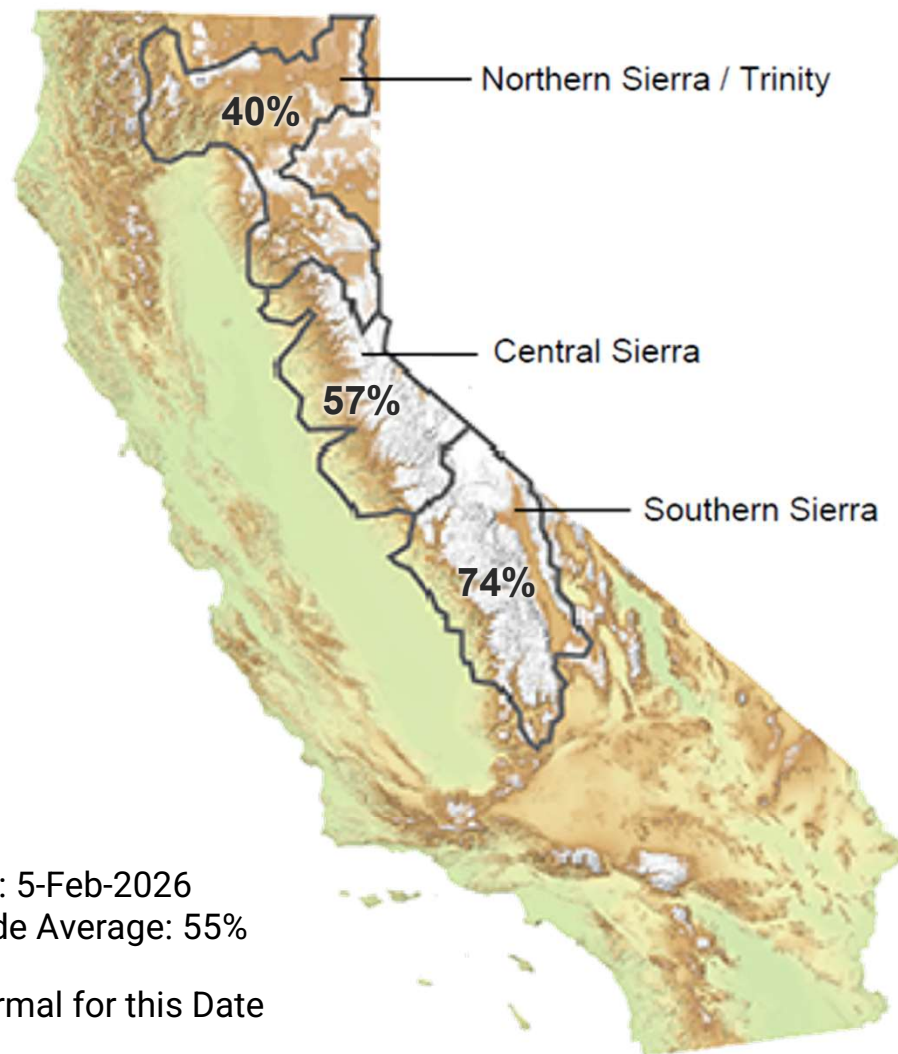 Northern Sierra / Trinity
40%
Central Sierra
57%
Southern Sierra
74%
: 5-Feb-2026
de Average: 55%
rmal for this Date